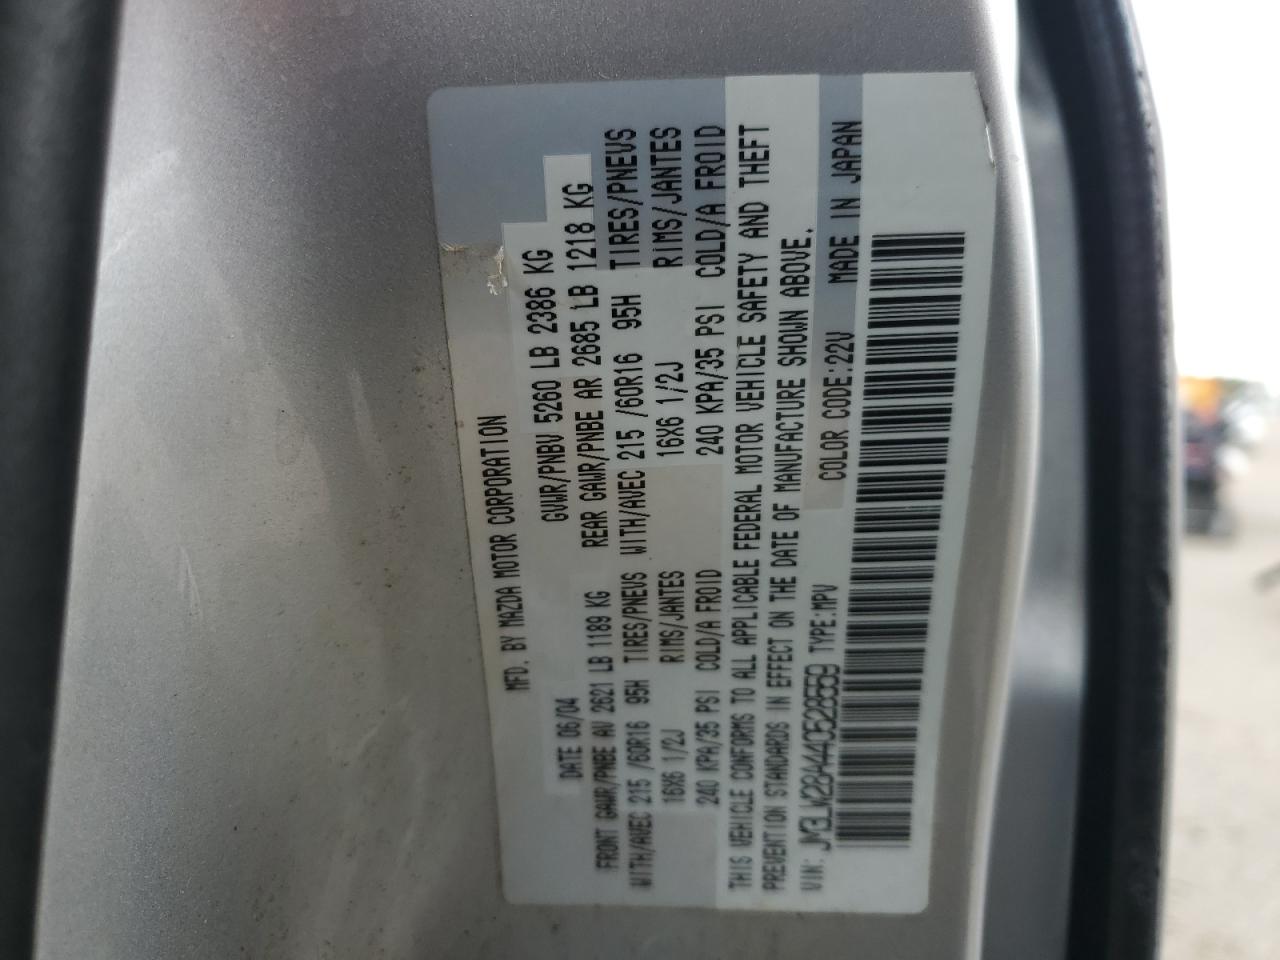 MFD. BY MAZDA MOTOR CORPORATION
DATE 06/04 GVWR/PNBV 5260 LB 2386 KG
FRONT GAWR/PNBE AV 2621 LB 1189 KG REAR GAWR/PNBE AR 2685 LB 1218 KG
WITH/AVEC 215 /60R16 95H TIRES/PNEUS WITH/AVEC 215 /60R16 95H TIRES/PNEUS
16X6 1/2J RIMS/JANTES 16X6 1/2J RIMS/JANTES
240 KPA/35 PSI COLD/A FROID 240 KPA/35 PSI COLD/A FROID
THIS VEHICLE CONFORMS TO ALL APPLICABLE FEDERAL MOTOR VEHICLE SAFETY AND THEFT
PREVENTION STANDARDS IN EFFECT ON THE DATE OF MANUFACTURE SHOWN ABOVE.
VIN: JM3LW28A440528559 TYPE:MPV COLOR CODE:22V MADE IN JAPAN